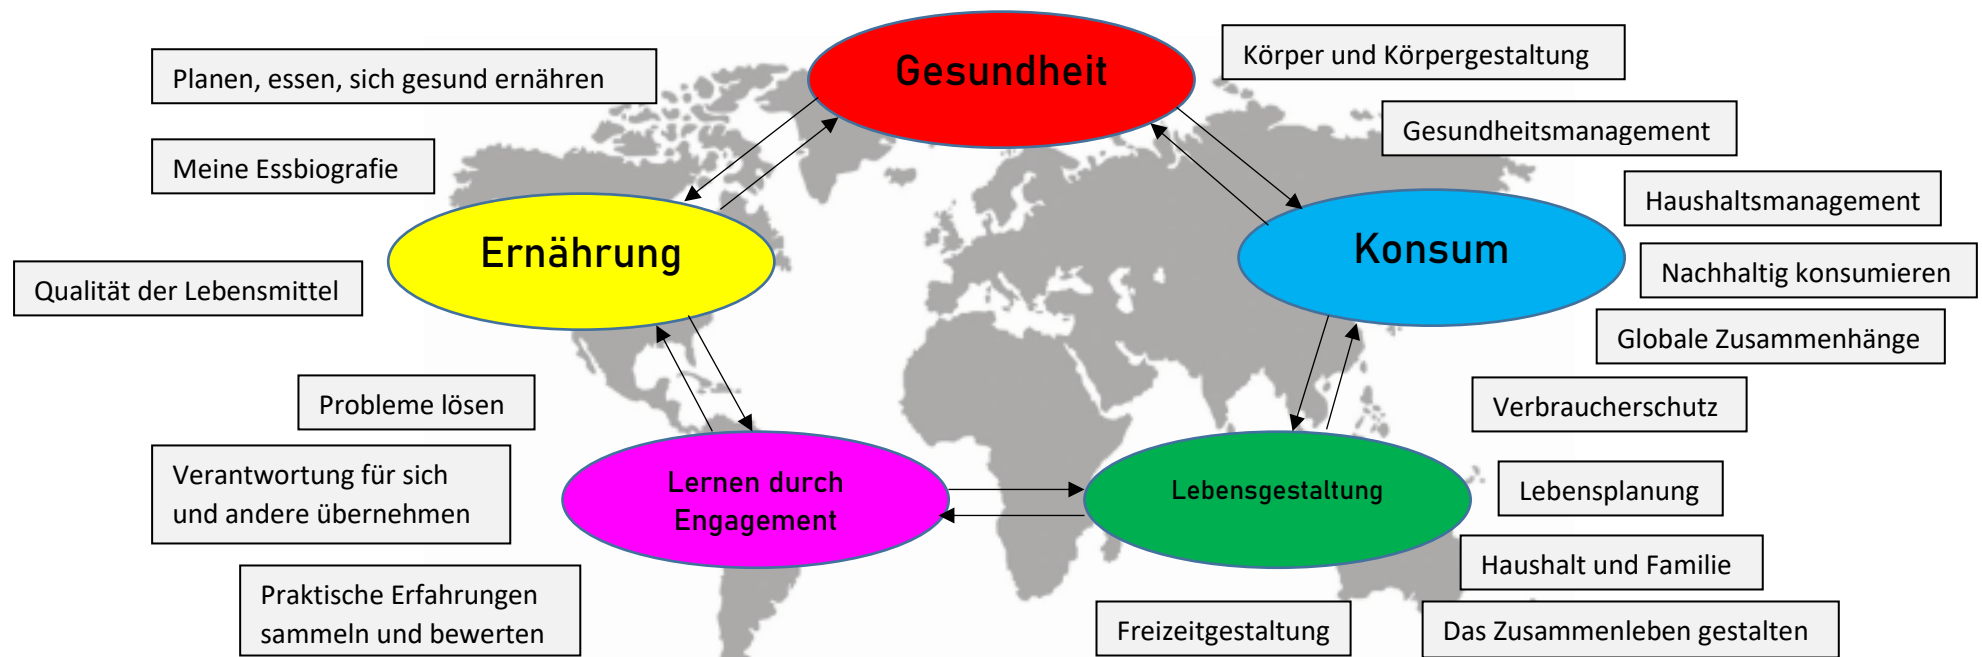 Gesundheit
Körper und Körpergestaltung
Planen, essen, sich gesund ernähren
Gesundheitsmanagement
Meine Essbiografie
Haushaltsmanagement
Ernährung
Konsum
Nachhaltig konsumieren
Qualität der Lebensmittel
Globale Zusammenhänge
Probleme lösen
Verbraucherschutz
Verantwortung für sich
und andere übernehmen
Lernen durch
Engagement
Lebensgestaltung
Lebensplanung
Haushalt und Familie
Praktische Erfahrungen
sammeln und bewerten
Freizeitgestaltung
Das Zusammenleben gestalten